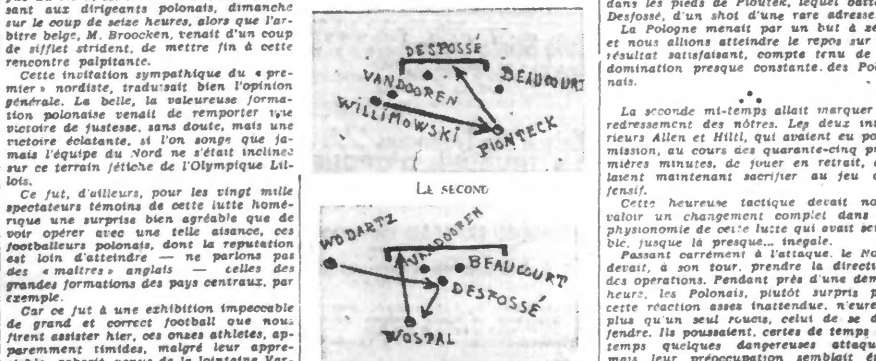 sant aux dirigeants polonais, dimanche
sur le coup de seize heures, alors que l'ar-
bitre belge, M. Broocken, venait d'un coup
de sifflet strident, de mettre fin à cette
rencontre palpitante.
Cette invitation sympathique du « pre-
mier » nordiste, traduisait bien l'opinion
générale. La belle, la valeureuse forma-
tion polonaise venait de remporter une
victoire de justesse, sans doute, mais une
victoire éclatante, si l'on songe que ja-
mais l'équipe du Nord ne s'était inclinée
sur ce terrain fétiche de l'Olympique Lil-
lois.
Ce fut, d'ailleurs, pour les vingt mille
spectateurs témoins de cette lutte homé-
rique une surprise bien agréable que de
voir opérer avec une telle aisance, ces
footballeurs polonais, dont la reputation
est loin d'atteindre — ne parlons pas
des « maîtres » anglais — celles des
grandes formations des pays centraux, par
exemple.
Car ce fut à une exhibition impeccable
de grand et correct football que nous
firent assister hier, ces onzes athlètes, ap-
paremment timides, malgré leur appre-
DESFOSSÉ
VANDOOREN
BEAUCOURT
WILLIMOWSKI
PIONTECK
LE SECOND
WODARTZ
VANDOOREN
BEAUCOURT
DESFOSSÉ
WOSTAL
dans les pieds de Piontek, lequel batt
Desfossé, d'un shot d'une rare adresse.
La Pologne menait par un but à
et nous allions atteindre le repos sur
résultat satisfaisant, compte tenu de
domination presque constante des Polo
nais.
La seconde mi-temps allait marquer
redressement des nôtres. Les deux inté
rieurs Allen et Hiltl, qui avaient eu pou
mission, au cours des quarante-cinq pr
mières minutes, de jouer en retrait, a
laient maintenant sacrifier au jeu o
fensif.
Cette heureuse tactique devait nou
valoir un changement complet dans
physionomie de cette lutte qui avait sem
ble, jusque là presque... inegale.
Passant carrément à l'attaque, le No
devait, à son tour, prendre la directi
des opérations. Pendant près d'une dem
heure, les Polonais, plutôt surpris p
cette réaction assez inattendue, n'eure
plus qu'un seul soucis, celui de se d
fendre. Ils poussaient, certes de temps
temps quelques dangereuses attaqu
mais leur préoccupation semblait